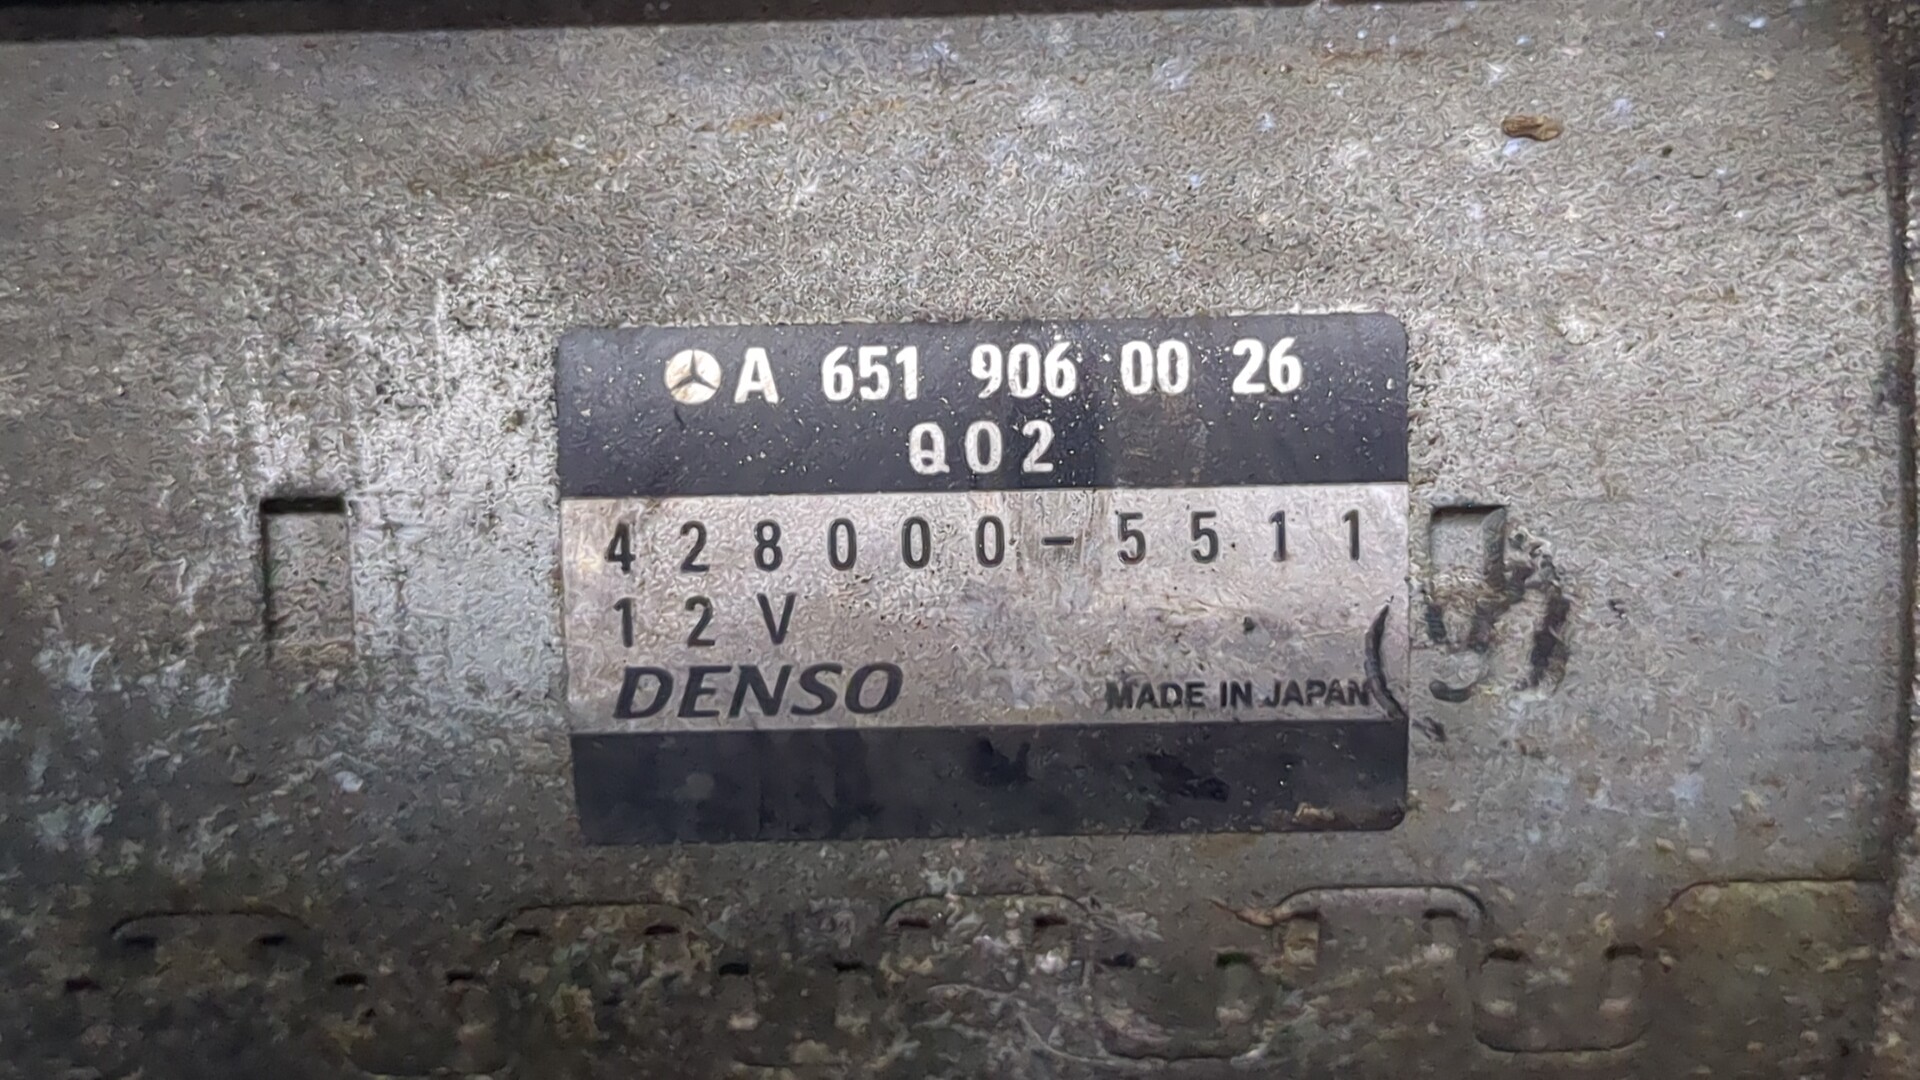 A 651 906 00 26
Q02
428000-5511
12V
DENSO
MADE IN JAPAN